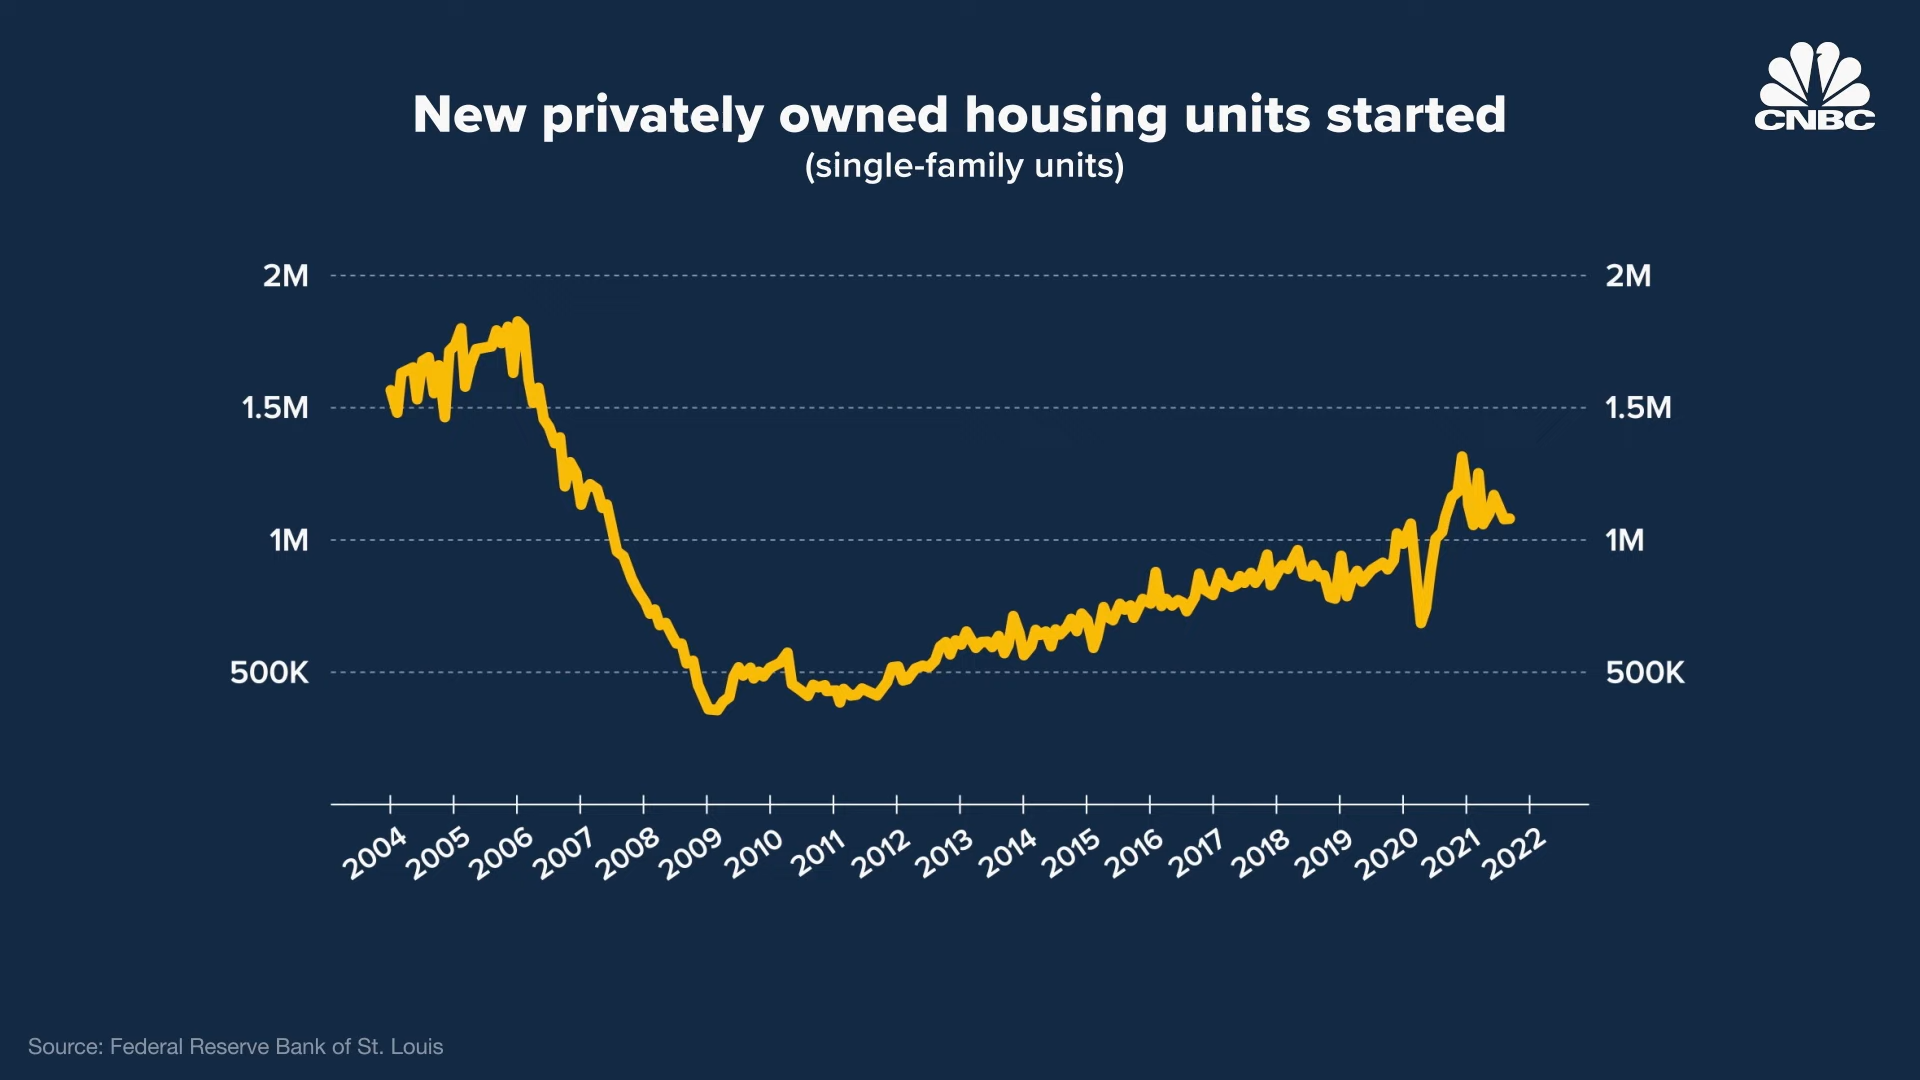 New privately owned housing units started
(single-family units)
CNBC
2M 2M
1.5M 1.5M
1M 1M
500K 500K
2004 2005 2006 2007 2008 2009 2010 2011 2012 2013 2014 2015 2016 2017 2018 2019 2020 2021 2022
Source: Federal Reserve Bank of St. Louis